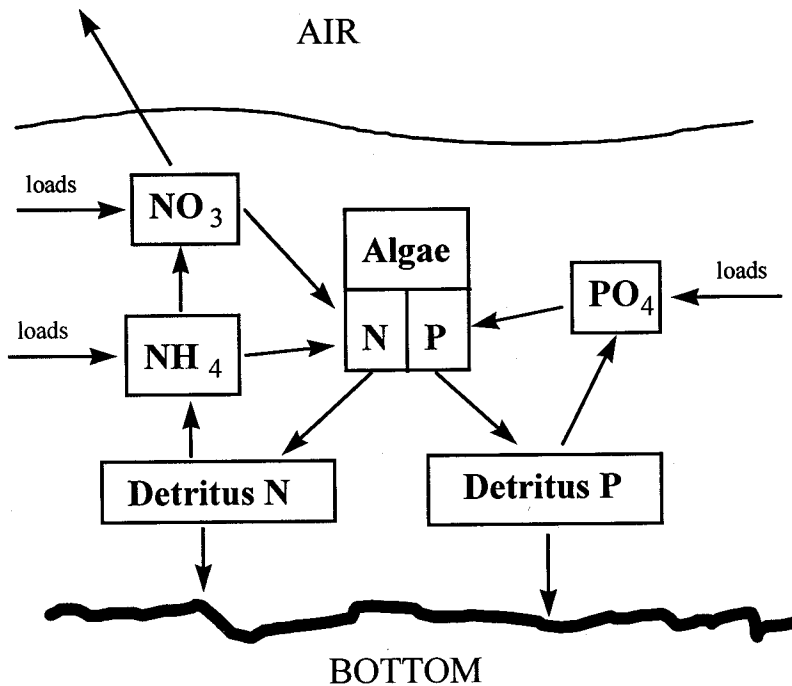 AIR
loads
NO3
Algae
loads
PO4
loads
NH4
N
P
Detritus N
Detritus P
BOTTOM